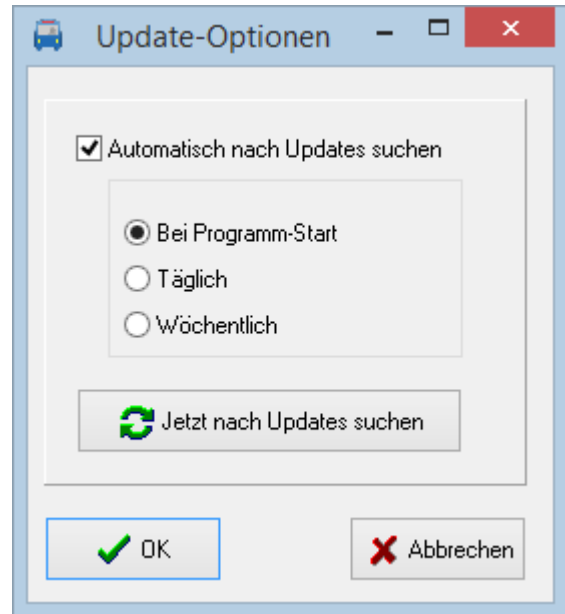 Update-Optionen
Automatisch nach Updates suchen
Bei Programm-Start
Täglich
Wöchentlich
Jetzt nach Updates suchen
OK
Abbrechen